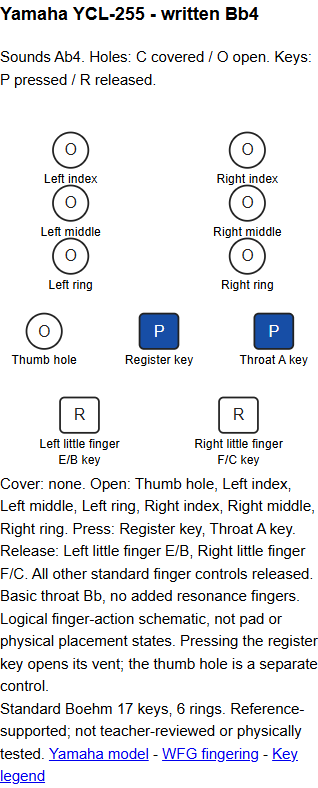 Yamaha YCL-255 - written Bb4
Sounds Ab4. Holes: C covered / O open. Keys:
P pressed / R released.
O O
Left index Right index
O O
Left middle Right middle
O O
Left ring Right ring
O P P
Thumb hole Register key Throat A key
R R
Left little finger Right little finger
E/B key F/C key
Cover: none. Open: Thumb hole, Left index,
Left middle, Left ring, Right index, Right middle,
Right ring. Press: Register key, Throat A key.
Release: Left little finger E/B, Right little finger
F/C. All other standard finger controls released.
Basic throat Bb, no added resonance fingers.
Logical finger-action schematic, not pad or
physical placement states. Pressing the register
key opens its vent; the thumb hole is a separate
control.
Standard Boehm 17 keys, 6 rings. Reference-
supported; not teacher-reviewed or physically
tested. Yamaha model - WFG fingering - Key
legend